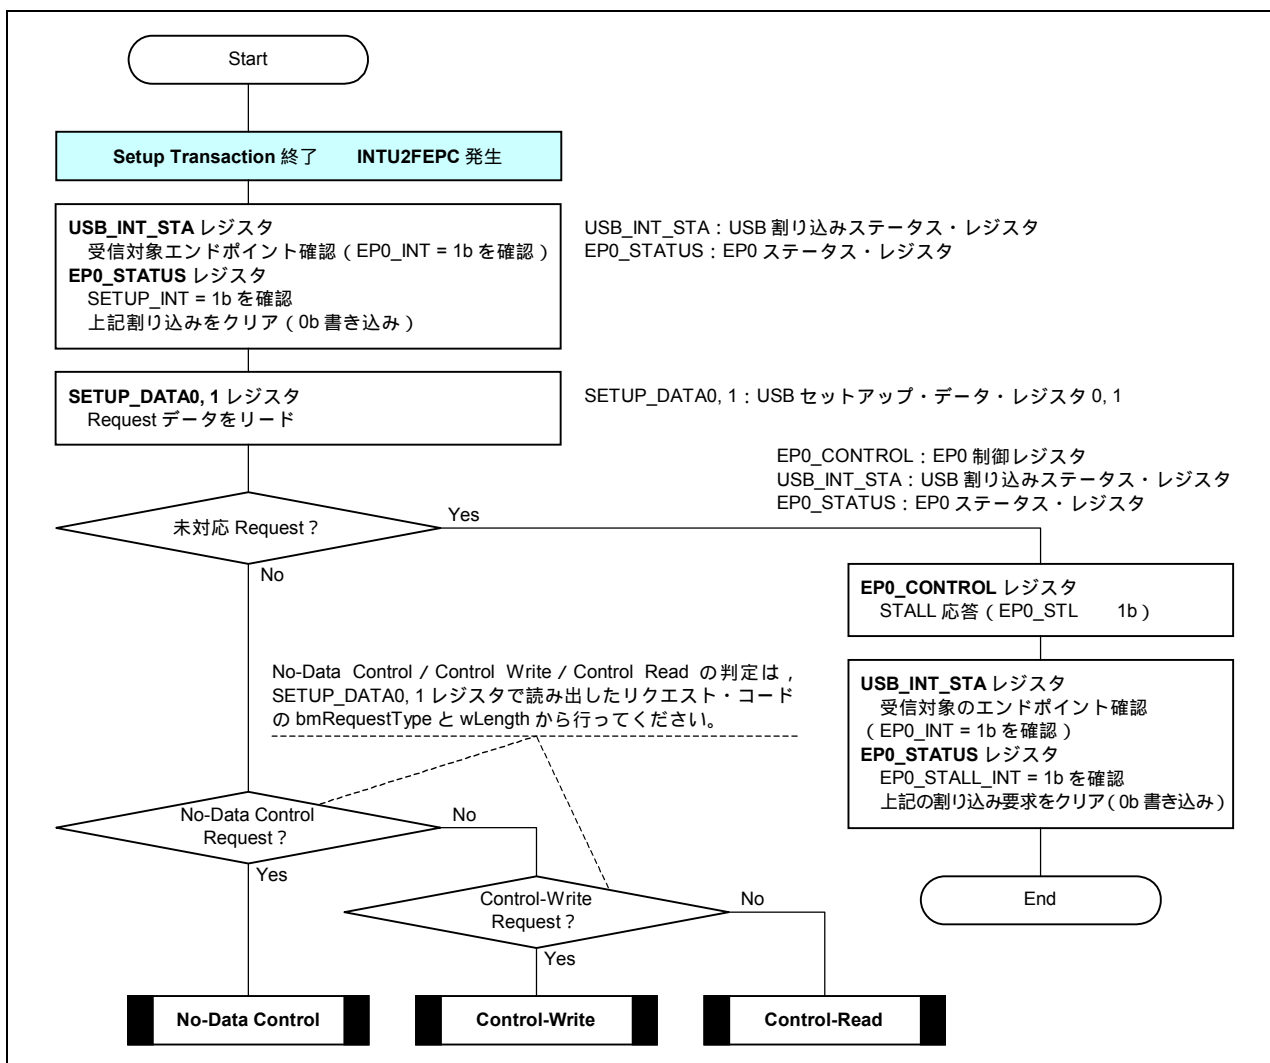 Start
Setup Transaction 終了　　INTU2FEPC 発生
USB_INT_STA レジスタ
受信対象エンドポイント確認（EP0_INT = 1b を確認）
EP0_STATUS レジスタ
SETUP_INT = 1b を確認
上記割り込みをクリア（0b 書き込み）
USB_INT_STA：USB 割り込みステータス・レジスタ
EP0_STATUS：EP0 ステータス・レジスタ
SETUP_DATA0, 1 レジスタ
Request データをリード
SETUP_DATA0, 1：USB セットアップ・データ・レジスタ 0, 1
EP0_CONTROL：EP0 制御レジスタ
USB_INT_STA：USB 割り込みステータス・レジスタ
EP0_STATUS：EP0 ステータス・レジスタ
未対応 Request？
Yes
No
EP0_CONTROL レジスタ
STALL 応答（EP0_STL　　1b）
No-Data Control / Control Write / Control Read の判定は，
SETUP_DATA0, 1 レジスタで読み出したリクエスト・コード
の bmRequestType と wLength から行ってください。
USB_INT_STA レジスタ
受信対象のエンドポイント確認
（EP0_INT = 1b を確認）
EP0_STATUS レジスタ
EP0_STALL_INT = 1b を確認
上記の割り込み要求をクリア（0b 書き込み）
No-Data Control
Request？
No
Yes
Control-Write
Request？
No
Yes
End
No-Data Control
Control-Write
Control-Read